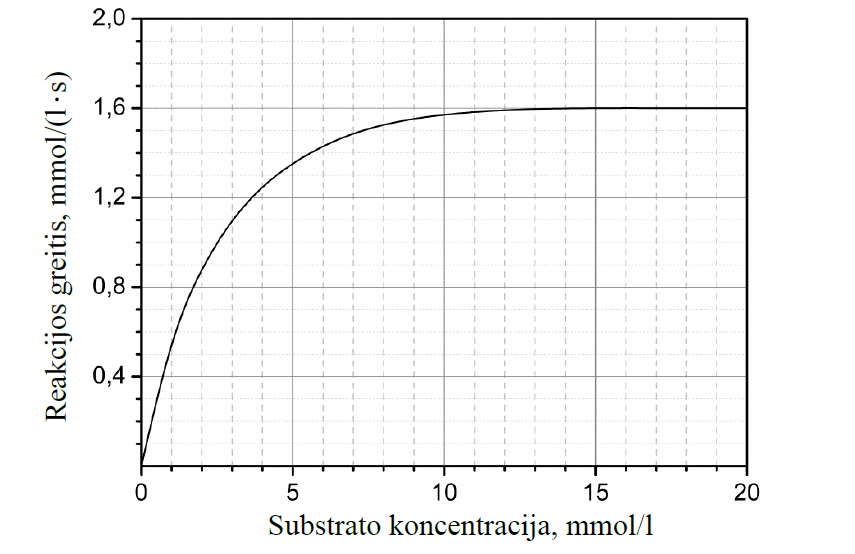 Reakcijos greitis, mmol/(l·s)
2,0
1,6
1,2
0,8
0,4
0 5 10 15 20
Substrato koncentracija, mmol/l